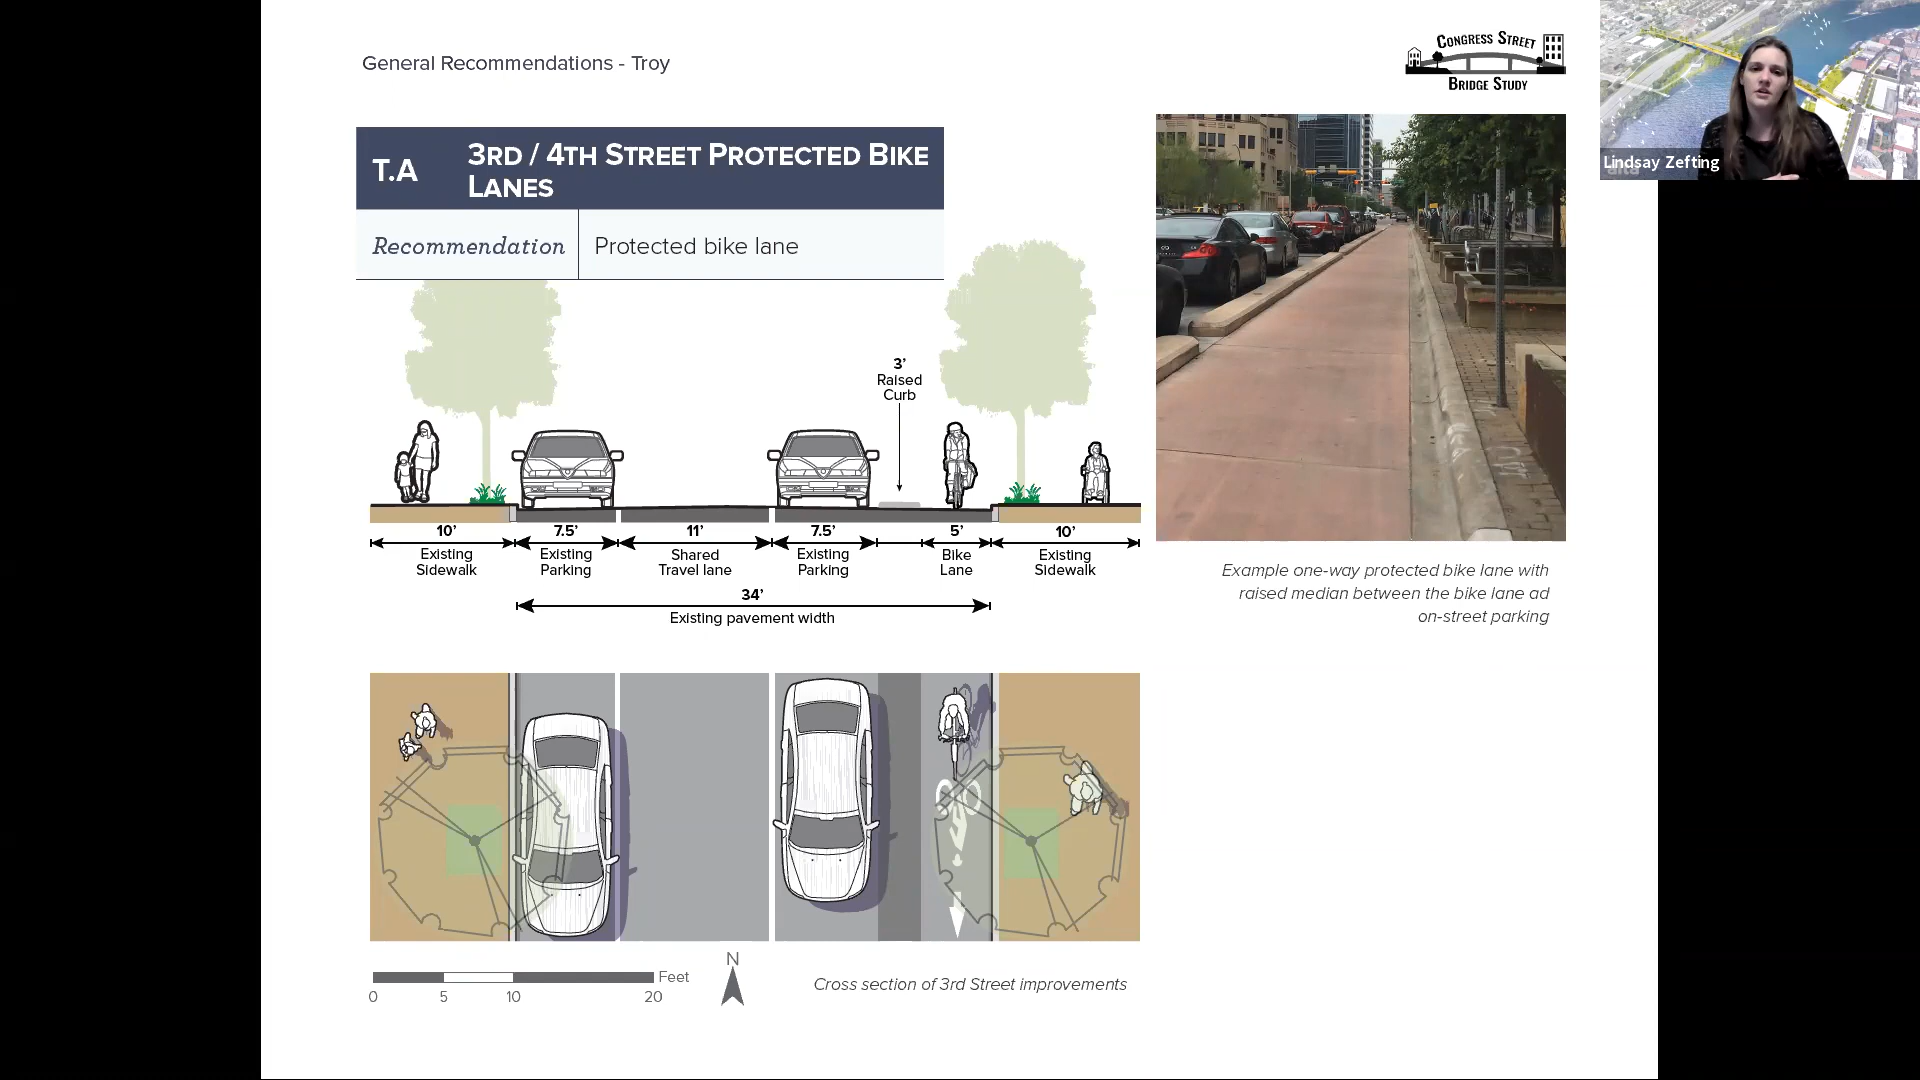 General Recommendations - Troy
CONGRESS STREET
BRIDGE STUDY
Lindsay Zefting
alta
T.A
3RD / 4TH STREET PROTECTED BIKE
LANES
Recommendation
Protected bike lane
3’
Raised
Curb
10’
7.5’
11’
7.5’
5’
10’
Existing
Sidewalk
Existing
Parking
Shared
Travel lane
Existing
Parking
Bike
Lane
Existing
Sidewalk
34’
Existing pavement width
Example one-way protected bike lane with
raised median between the bike lane ad
on-street parking
Feet
0
5
10
20
N
Cross section of 3rd Street improvements